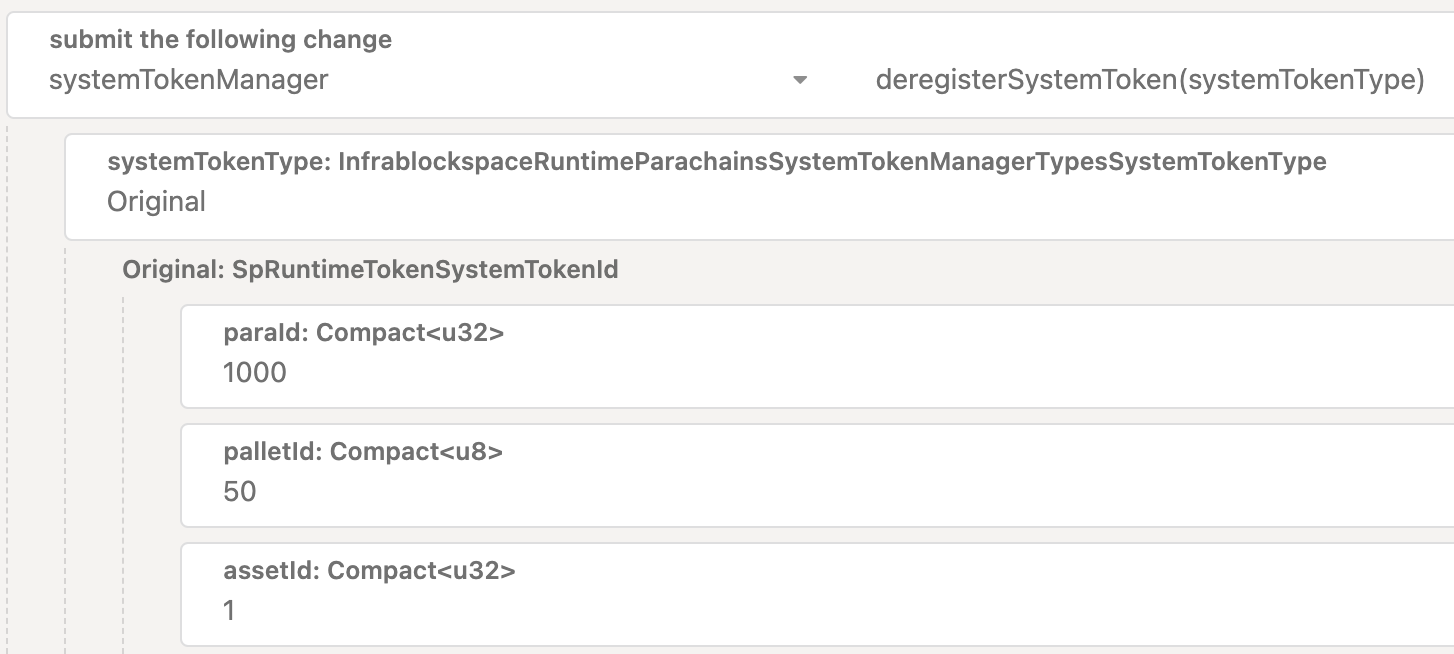 submit the following change
systemTokenManager
deregisterSystemToken(systemTokenType)
systemTokenType: InfrablockspaceRuntimeParachainsSystemTokenManagerTypesSystemTokenType
Original
Original: SpRuntimeTokenSystemTokenId
paraId: Compact<u32>
1000
palletId: Compact<u8>
50
assetId: Compact<u32>
1